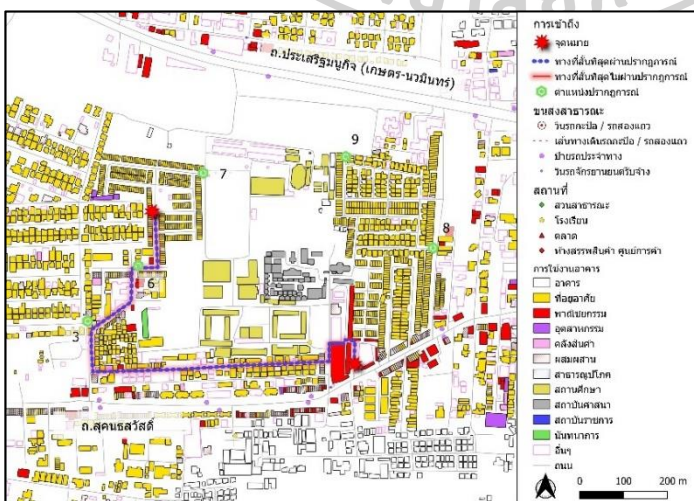 ถ.ประเสริฐมนูกิจ (เกษตร-นวมินทร์)
9
7
8
6
3
ถ.สุคนธสวัสดิ์
การเข้าถึง
จุดหมาย
ทางที่สั้นที่สุดผ่านปรากฏการณ์
ทางที่สั้นที่สุดไม่ผ่านปรากฏการณ์
ตำแหน่งปรากฏการณ์
ขนส่งสาธารณะ
วินรถกะป๊อ / รถสองแถว
เส้นทางเดินรถกะป๊อ / รถสองแถว
ป้ายรถประจำทาง
วินรถจักรยานยนต์รับจ้าง
สถานที่
สวนสาธารณะ
โรงเรียน
ตลาด
ห้างสรรพสินค้า ศูนย์การค้า
การใช้งานอาคาร
อาคาร
ที่อยู่อาศัย
พาณิชยกรรม
อุตสาหกรรม
คลังสินค้า
ผสมผสาน
สาธารณูปโภค
สถานศึกษา
สถาบันศาสนา
สถาบันราชการ
นันทนาการ
อื่นๆ
ถนน
0 100 200 m